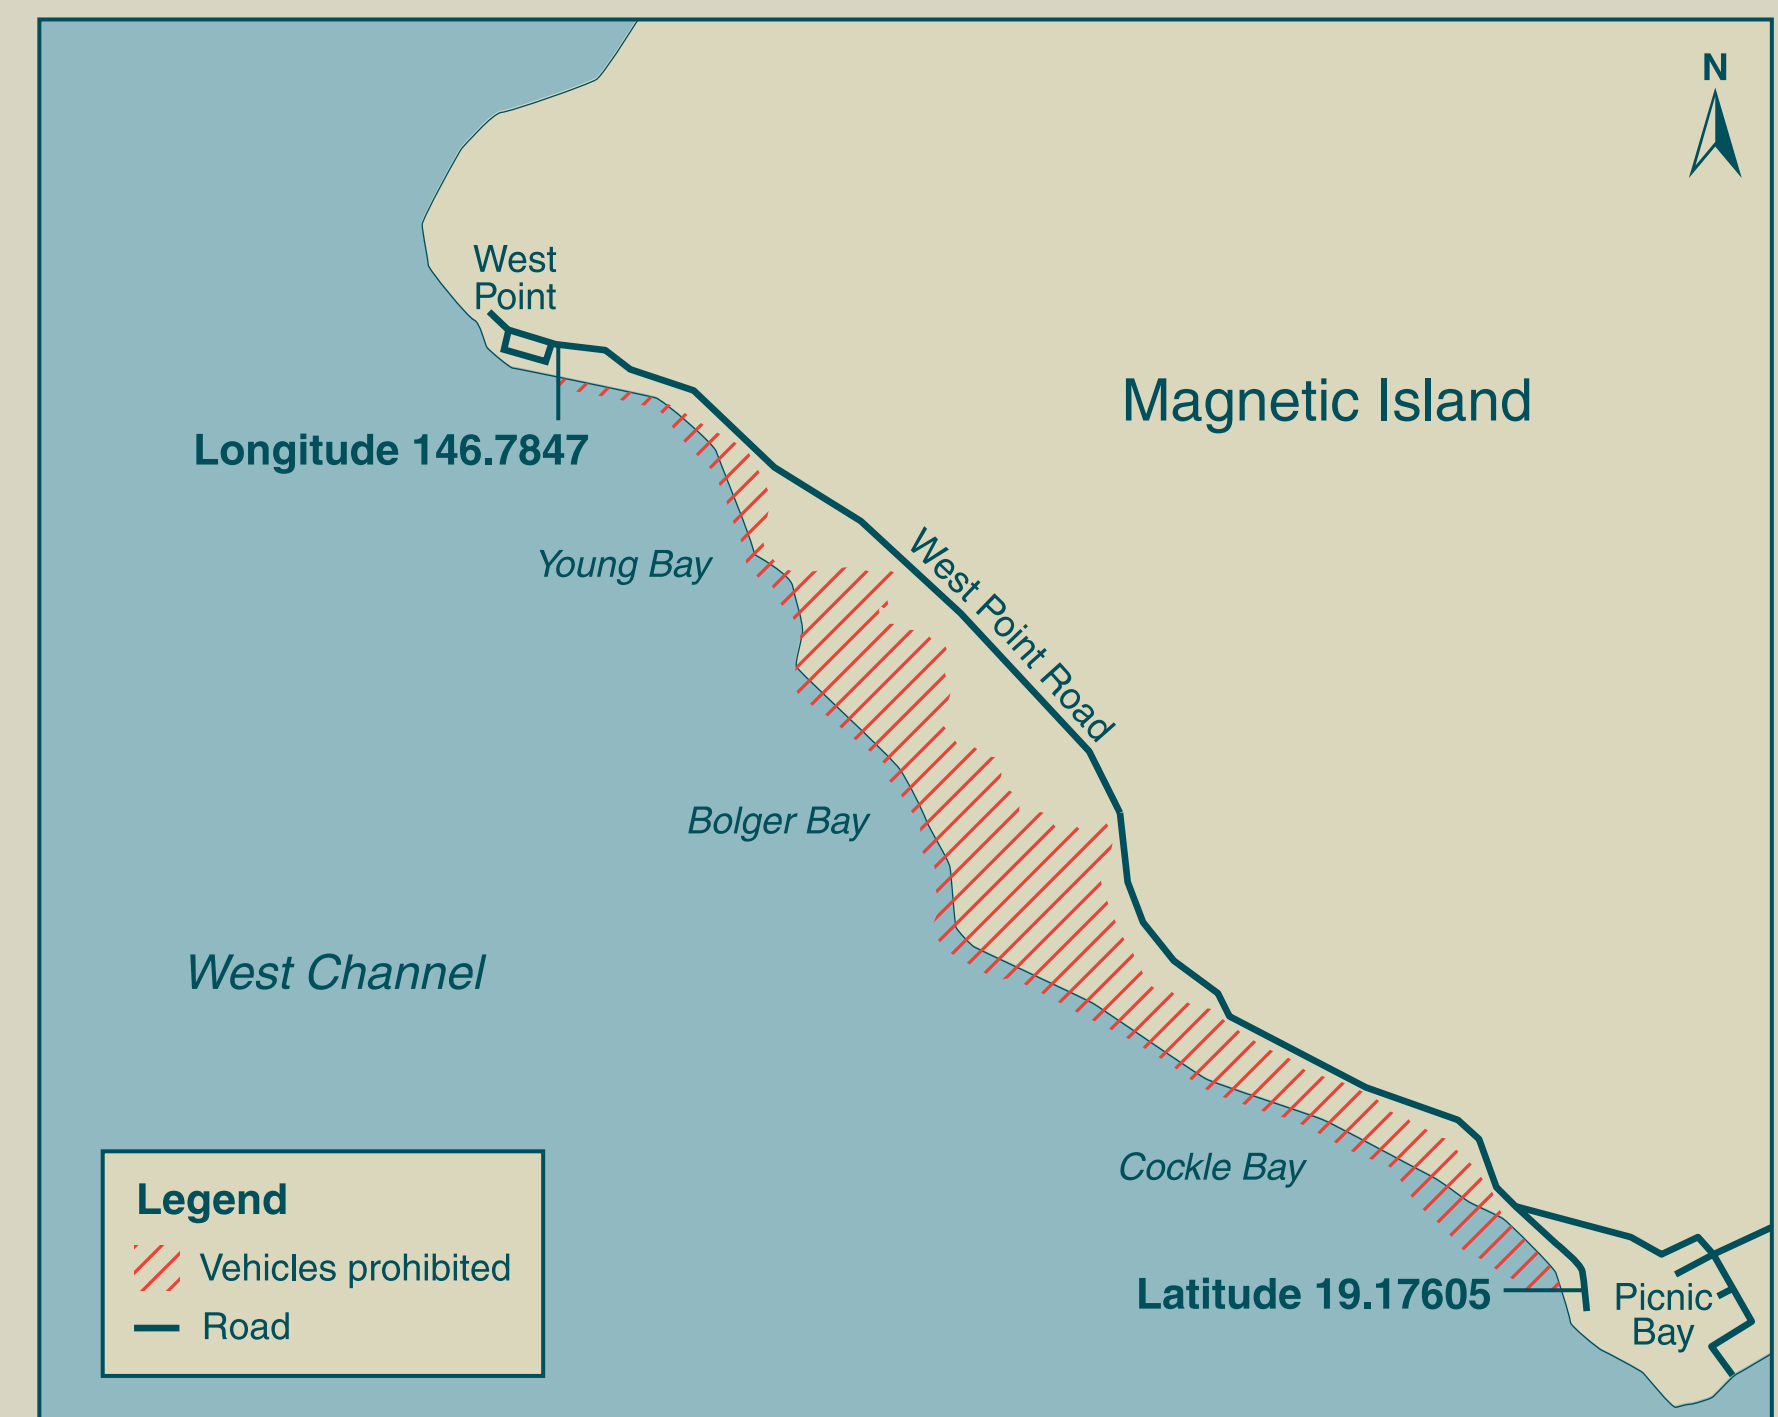 N
West
Point
Magnetic Island
Longitude 146.7847
Young Bay
West Point Road
Bolger Bay
West Channel
Cockle Bay
Legend
Vehicles prohibited
Road
Latitude 19.17605
Picnic
Bay